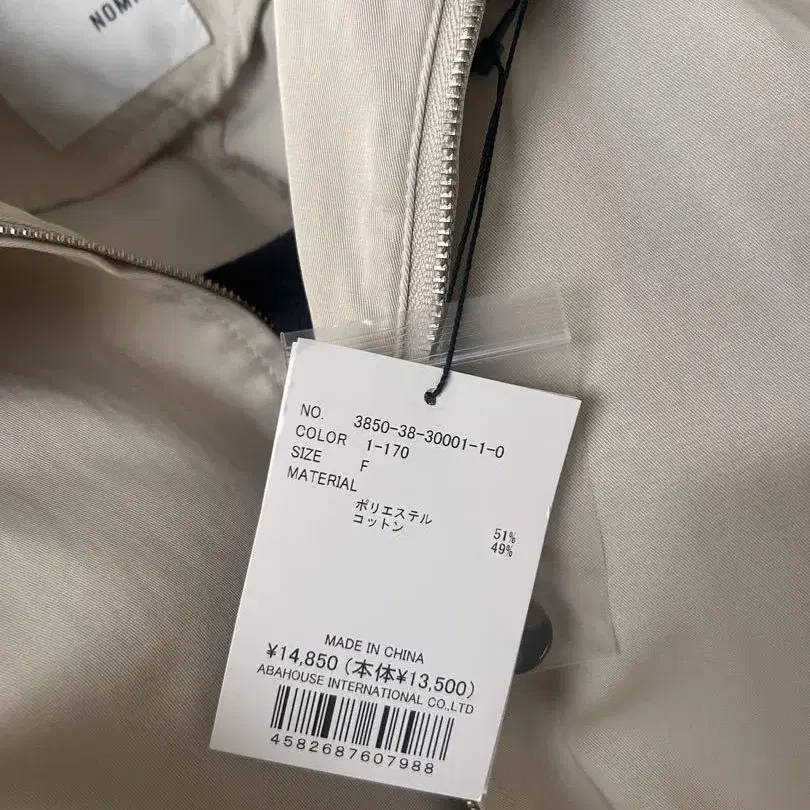 NO. 3850-38-30001-1-0
COLOR 1-170
SIZE F
MATERIAL
ポリエステル 51%
コットン 49%
MADE IN CHINA
¥14,850 (本体¥13,500)
ABAHOUSE INTERNATIONAL CO.,LTD
4582687607988